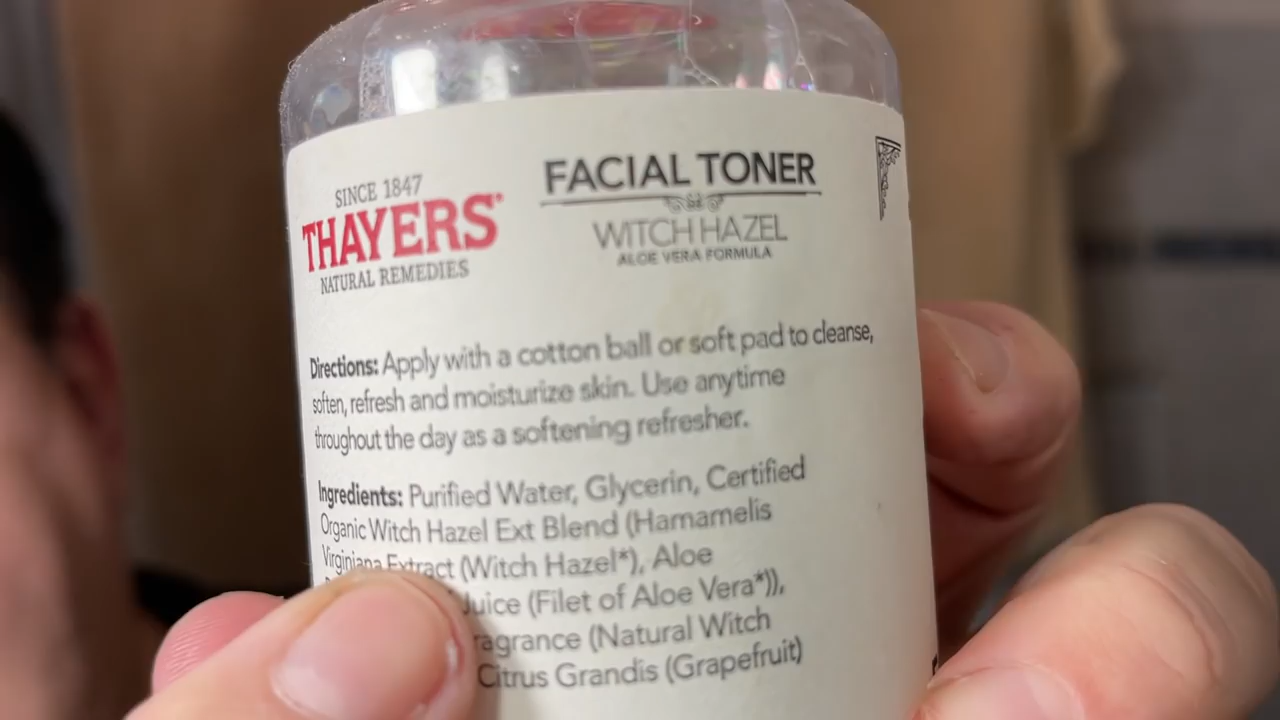 SINCE 1847
THAYERS
NATURAL REMEDIES
FACIAL TONER
WITCH HAZEL
ALOE VERA FORMULA
Directions: Apply with a cotton ball or soft pad to cleanse,
soften, refresh and moisturize skin. Use anytime
throughout the day as a softening refresher.
Ingredients: Purified Water, Glycerin, Certified
Organic Witch Hazel Ext Blend (Hamamelis
Virginiana Extract (Witch Hazel*), Aloe
Juice (Filet of Aloe Vera*)),
(Natural Witch
Citrus Grandis (Grapefruit)